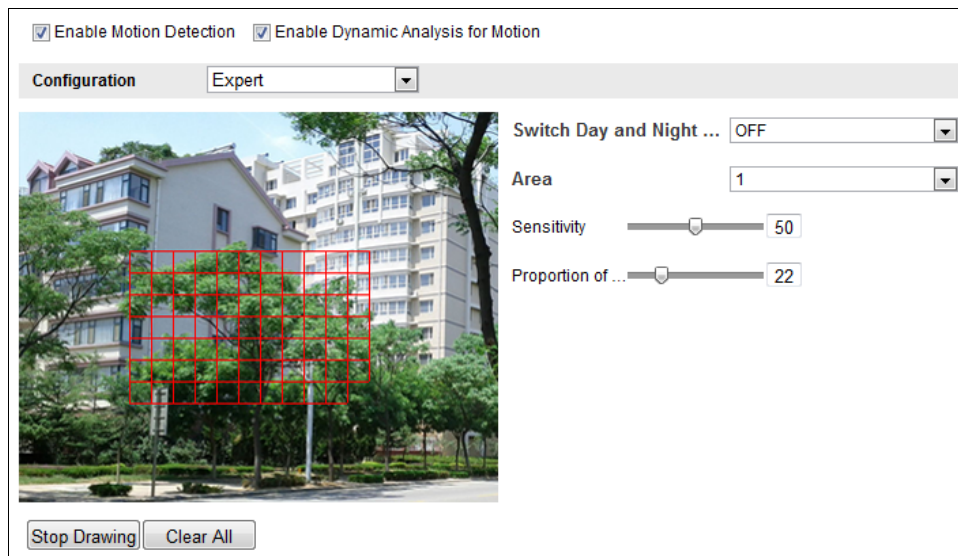 Enable Motion Detection Enable Dynamic Analysis for Motion
Configuration Expert
Switch Day and Night ... OFF
Area 1
Sensitivity 50
Proportion of ... 22
Stop Drawing Clear All